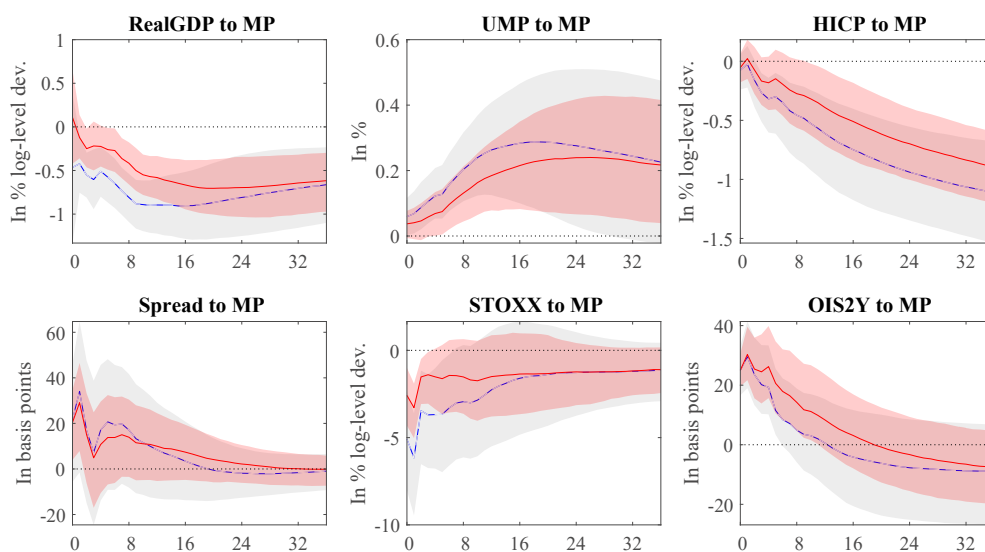 RealGDP to MP
In % log-level dev.
1
0.5
0
-0.5
-1
0 8 16 24 32
UMP to MP
In %
0.6
0.4
0.2
0
0 8 16 24 32
HICP to MP
In % log-level dev.
0
-0.5
-1
-1.5
0 8 16 24 32
Spread to MP
In basis points
60
40
20
0
-20
0 8 16 24 32
STOXX to MP
In % log-level dev.
0
-5
-10
0 8 16 24 32
OIS2Y to MP
In basis points
40
20
0
-20
0 8 16 24 32